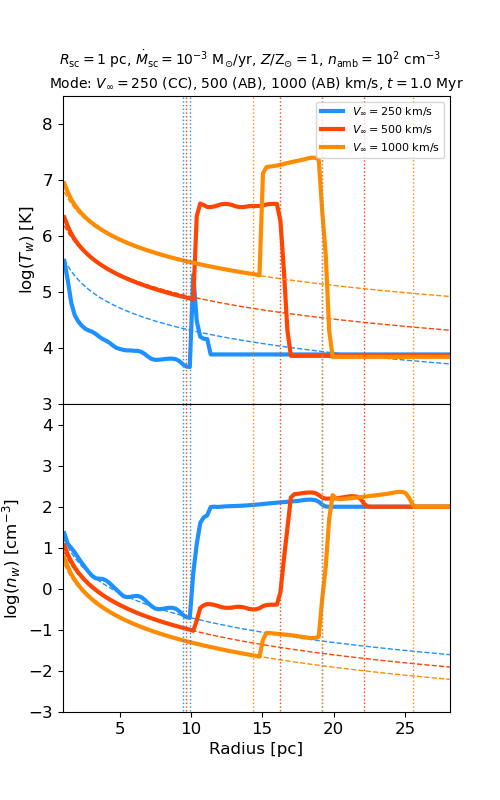 R_sc = 1 pc, Ṁ_sc = 10⁻³ M_⊙/yr, Z/Z_⊙ = 1, n_amb = 10² cm⁻³
Mode: V_∞ = 250 (CC), 500 (AB), 1000 (AB) km/s, t = 1.0 Myr
V_∞ = 250 km/s
V_∞ = 500 km/s
V_∞ = 1000 km/s
log(T_w) [K]
8
7
6
5
4
3
log(n_w) [cm⁻³]
4
3
2
1
0
−1
−2
−3
5 10 15 20 25
Radius [pc]